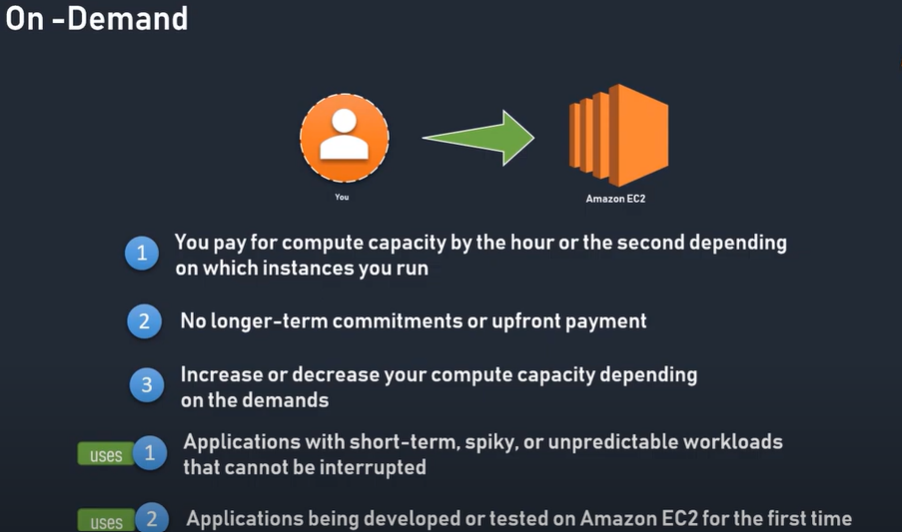 On -Demand
You
Amazon EC2
1
You pay for compute capacity by the hour or the second depending
on which instances you run
2
No longer-term commitments or upfront payment
3
Increase or decrease your compute capacity depending
on the demands
uses 1
Applications with short-term, spiky, or unpredictable workloads
that cannot be interrupted
uses 2
Applications being developed or tested on Amazon EC2 for the first time